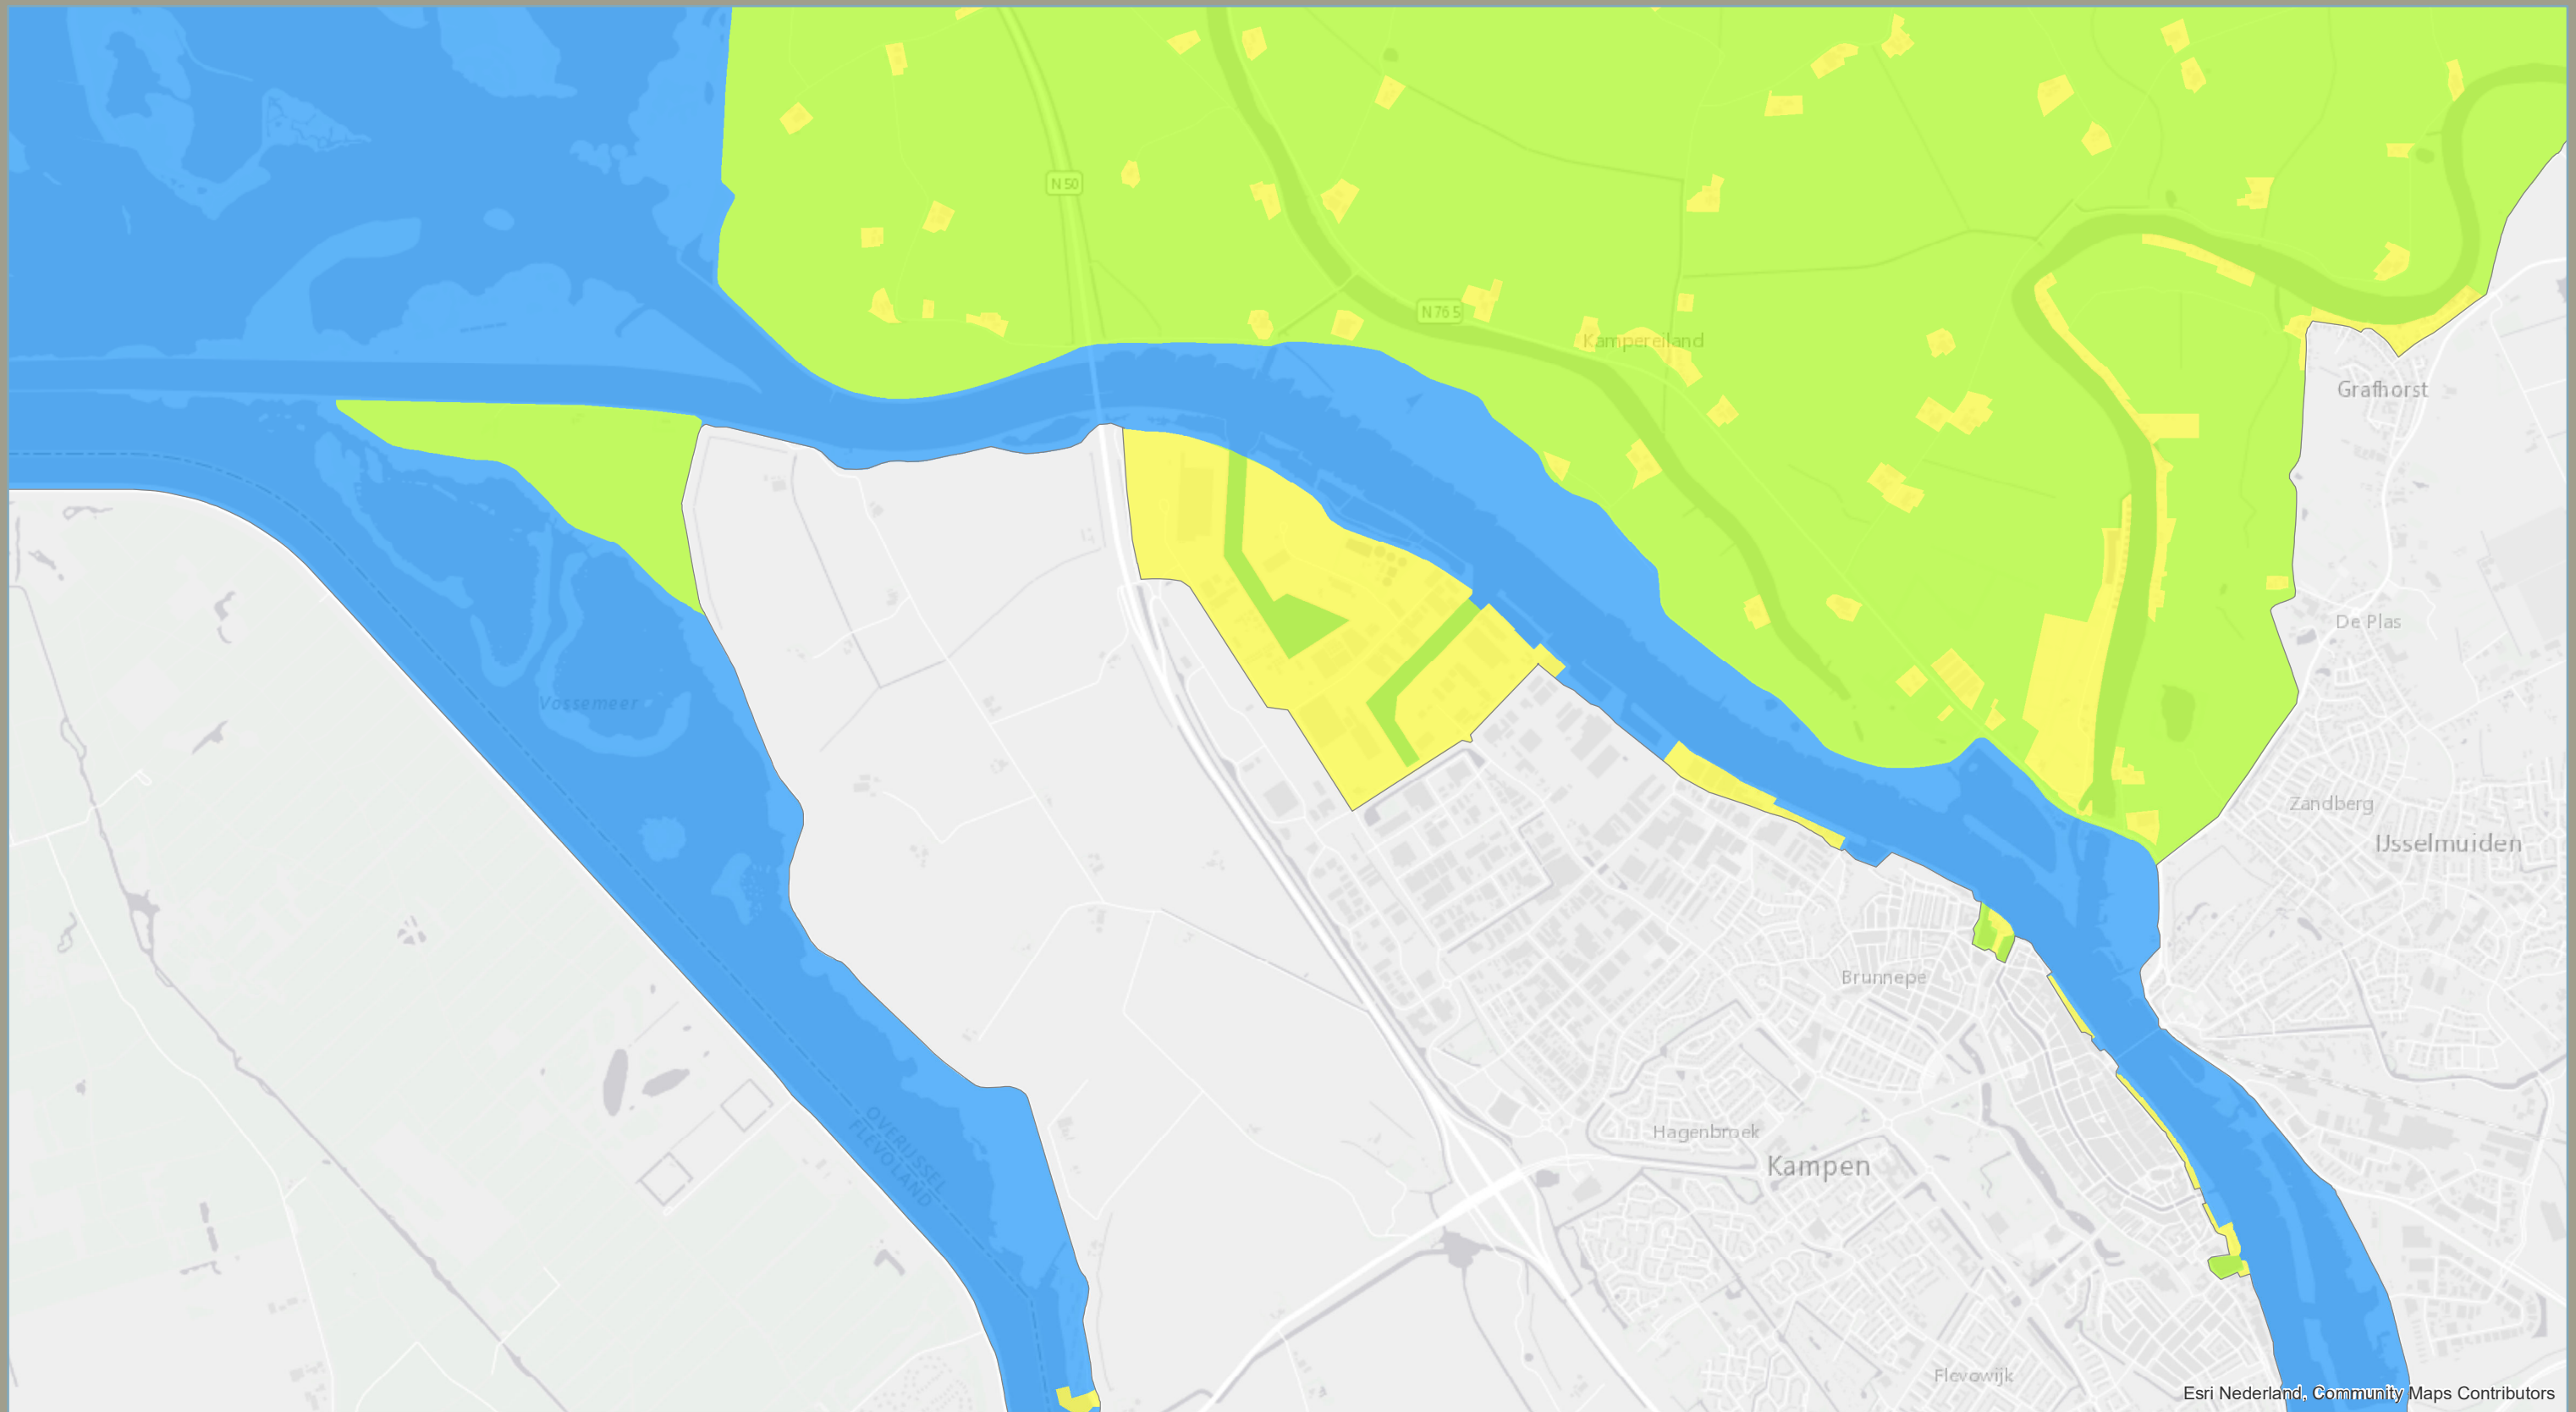 N50
N765
Kampereiland
Grafhorst
De Plas
Vossemeer
Zandberg
IJsselmuiden
Brunnepe
OVERIJSSEL
FLEVOLAND
Hagenbroek
Kampen
Flevowijk
Esri Nederland, Community Maps Contributors